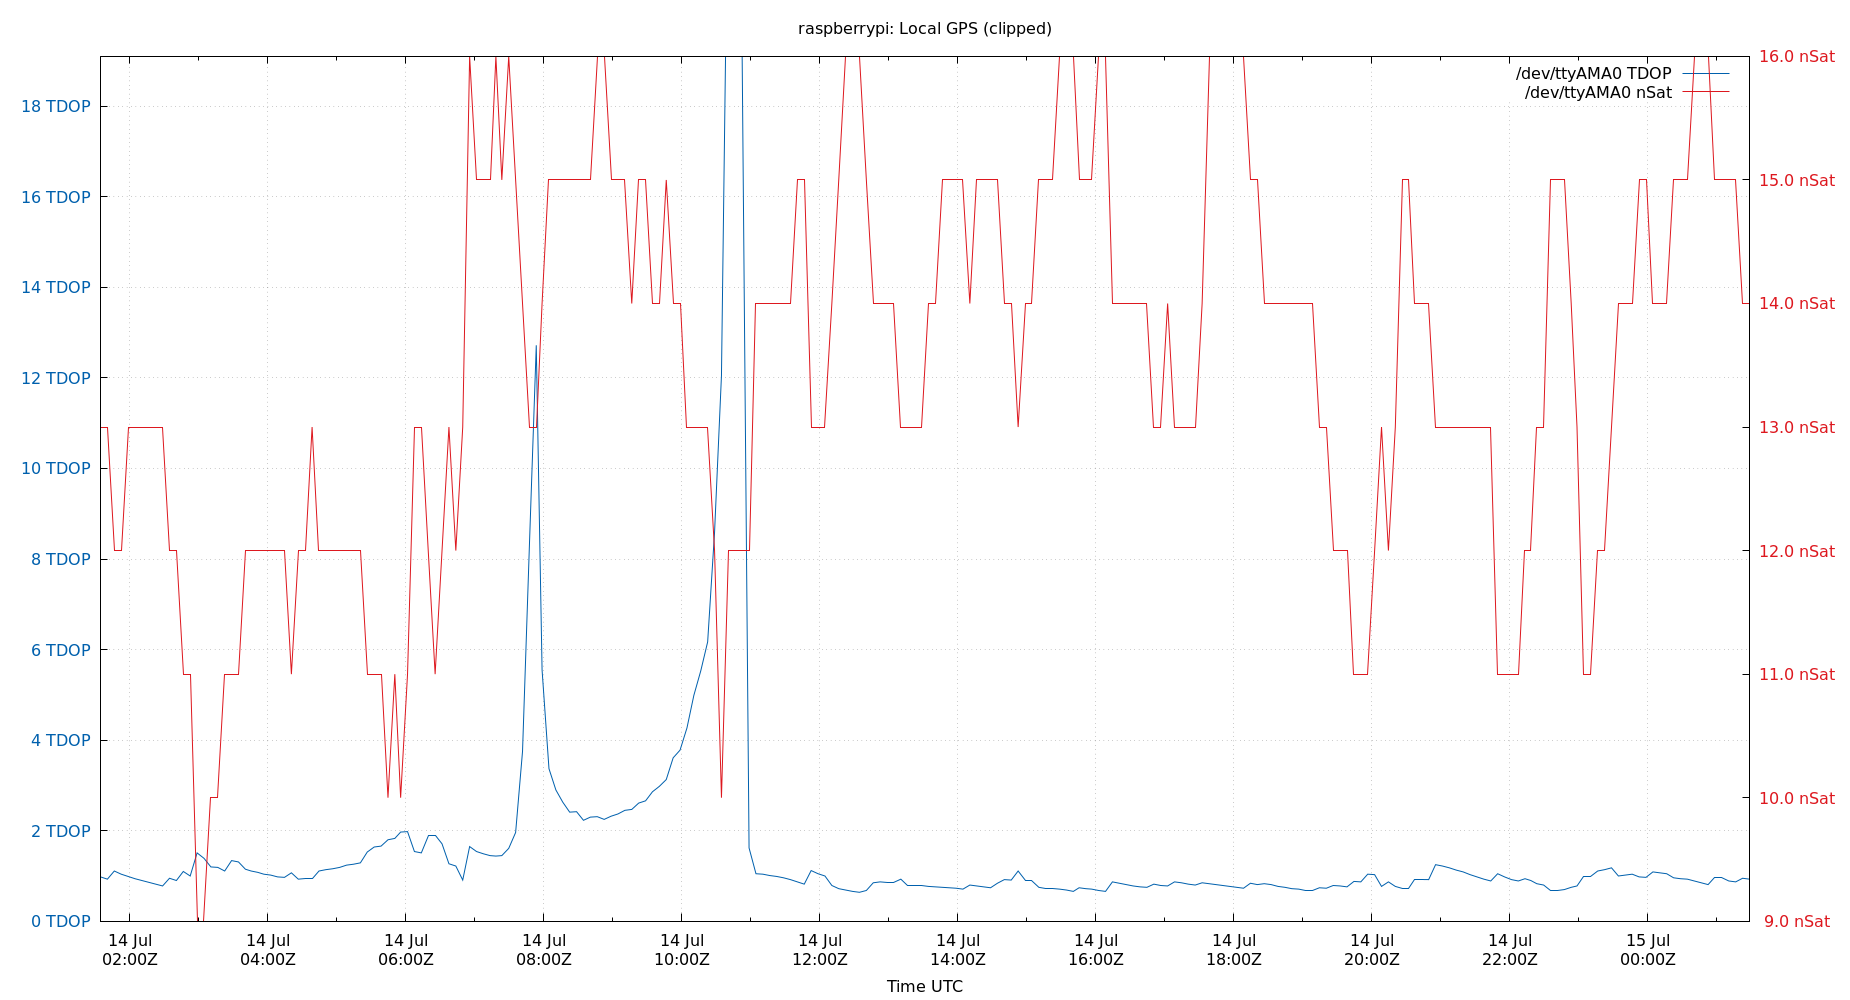 raspberrypi: Local GPS (clipped)
/dev/ttyAMA0 TDOP
/dev/ttyAMA0 nSat
18 TDOP
16 TDOP
14 TDOP
12 TDOP
10 TDOP
8 TDOP
6 TDOP
4 TDOP
2 TDOP
0 TDOP
16.0 nSat
15.0 nSat
14.0 nSat
13.0 nSat
12.0 nSat
11.0 nSat
10.0 nSat
9.0 nSat
14 Jul
02:00Z
14 Jul
04:00Z
14 Jul
06:00Z
14 Jul
08:00Z
14 Jul
10:00Z
14 Jul
12:00Z
14 Jul
14:00Z
14 Jul
16:00Z
14 Jul
18:00Z
14 Jul
20:00Z
14 Jul
22:00Z
15 Jul
00:00Z
Time UTC